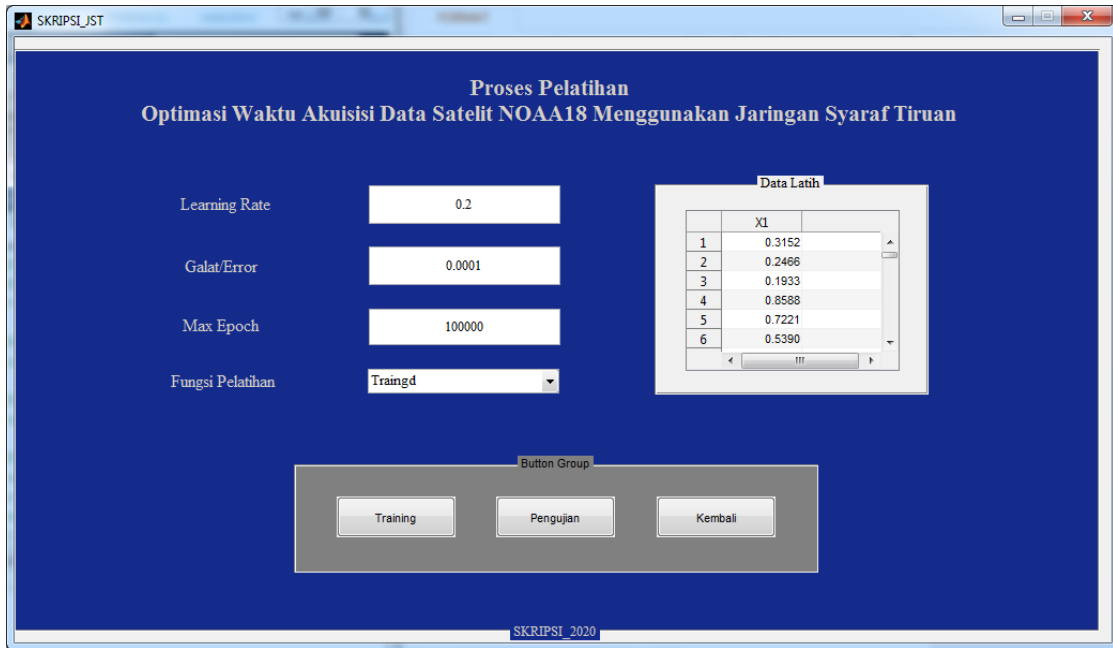 SKRIPSI_JST
Proses Pelatihan
Optimasi Waktu Akuisisi Data Satelit NOAA18 Menggunakan Jaringan Syaraf Tiruan
Learning Rate
0.2
Galat/Error
0.0001
Max Epoch
100000
Fungsi Pelatihan
Traingd
Data Latih
X1
1 0.3152
2 0.2466
3 0.1933
4 0.8588
5 0.7221
6 0.5390
Button Group
Training
Pengujian
Kembali
SKRIPSI_2020